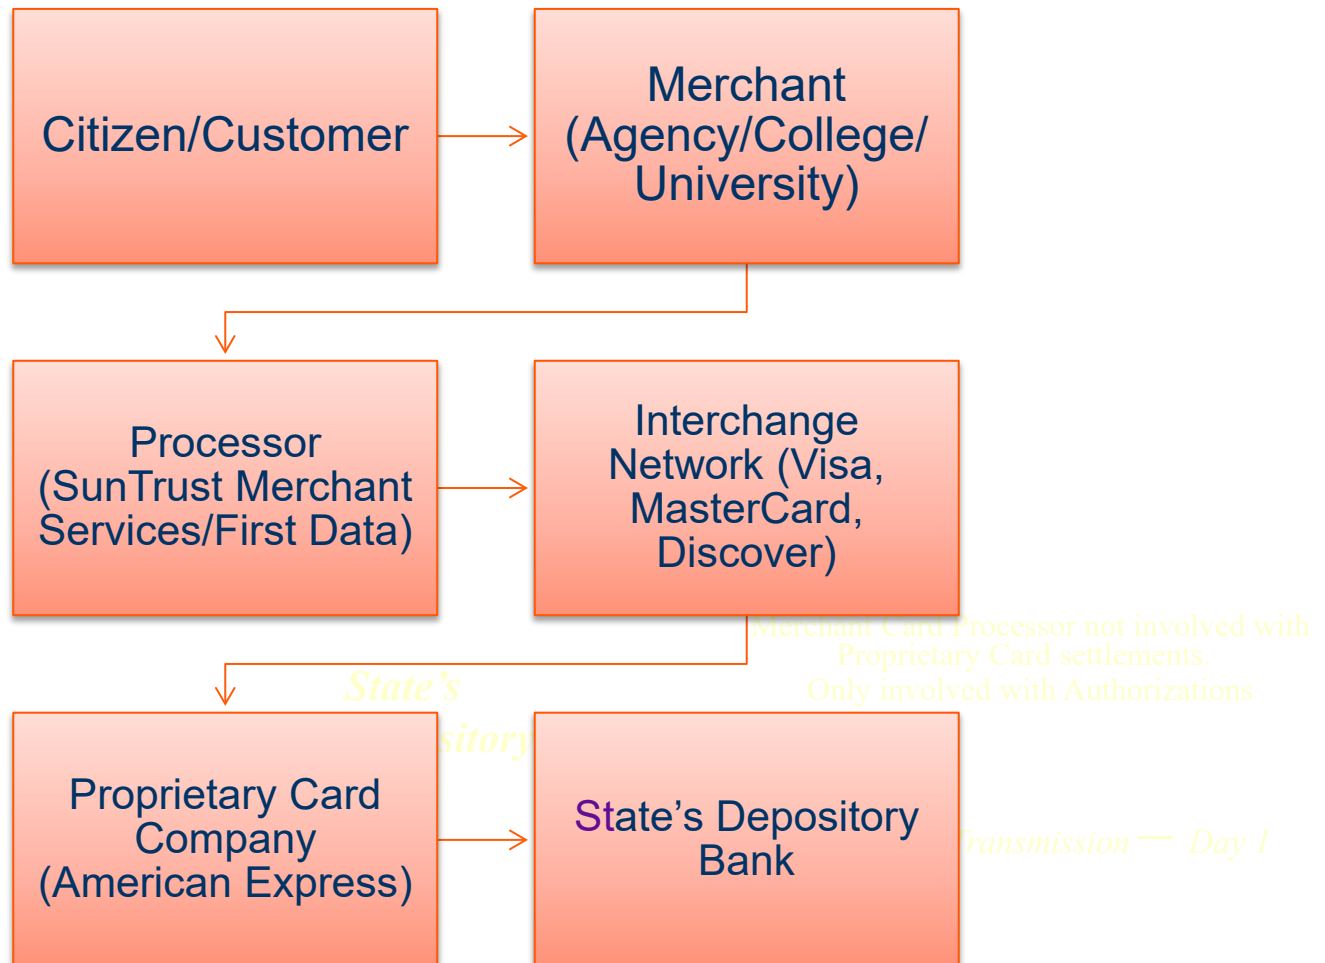 Citizen/Customer
Merchant
(Agency/College/
University)
Processor
(SunTrust Merchant
Services/First Data)
Interchange
Network (Visa,
MasterCard,
Discover)
Merchant Card Processor not involved with
Proprietary Card settlements.
Only involved with Authorizations
State’s
sitory
Proprietary Card
Company
(American Express)
State’s Depository
Bank
Transmission — Day 1